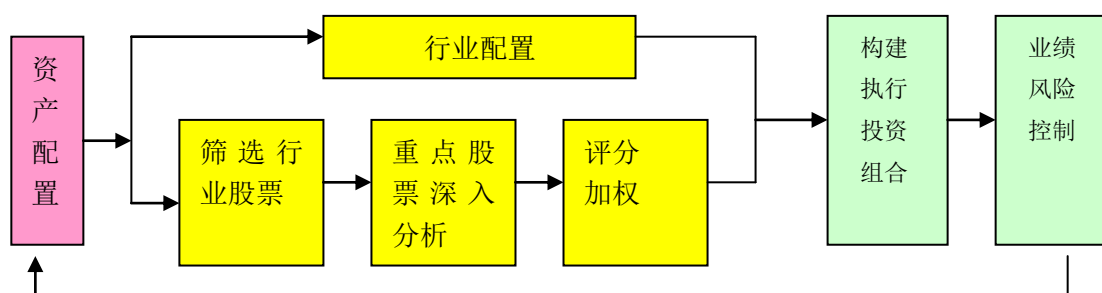 资
产
配
置
行业配置
筛选行
业股票
重点股
票深入
分析
评分
加权
构建
执行
投资
组合
业绩
风险
控制